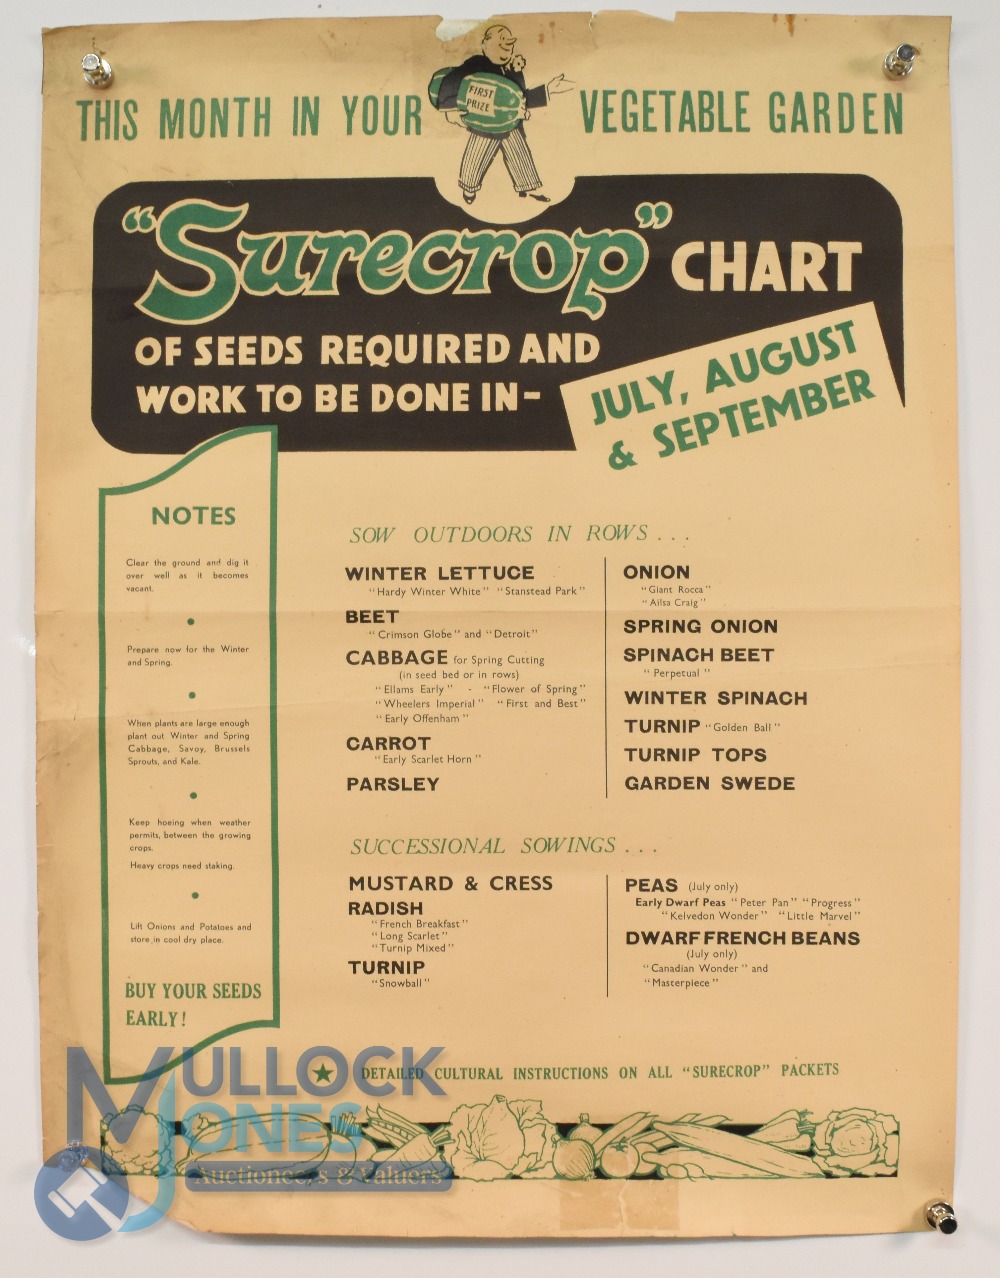 THIS MONTH IN YOUR VEGETABLE GARDEN
FIRST
PRIZE
"Surecrop" CHART
OF SEEDS REQUIRED AND
WORK TO BE DONE IN-
JULY, AUGUST
& SEPTEMBER
NOTES
Clear the ground and dig it
over well as it becomes
vacant.
Prepare now for the Winter
and Spring.
When plants are large enough
plant out Winter and Spring
Cabbage, Savoy, Brussels
Sprouts, and Kale.
Keep hoeing when weather
permits, between the growing
crops.
Heavy crops need staking.
Lift Onions and Potatoes and
store in cool dry place.
BUY YOUR SEEDS
EARLY!
SOW OUTDOORS IN ROWS . . .
WINTER LETTUCE
"Hardy Winter White" "Stanstead Park"
BEET
"Crimson Globe" and "Detroit"
CABBAGE for Spring Cutting
(in seed bed or in rows)
"Ellams Early" - "Flower of Spring"
"Wheelers Imperial" "First and Best"
"Early Offenham"
CARROT
"Early Scarlet Horn"
PARSLEY
ONION
"Giant Rocca"
"Ailsa Craig"
SPRING ONION
SPINACH BEET
"Perpetual"
WINTER SPINACH
TURNIP "Golden Ball"
TURNIP TOPS
GARDEN SWEDE
SUCCESSIONAL SOWINGS . . .
MUSTARD & CRESS
RADISH
"French Breakfast"
"Long Scarlet"
"Turnip Mixed"
TURNIP
"Snowball"
PEAS (July only)
Early Dwarf Peas "Peter Pan" "Progress"
"Kelvedon Wonder" "Little Marvel"
DWARF FRENCH BEANS
(July only)
"Canadian Wonder" and
"Masterpiece"
★ DETAILED CULTURAL INSTRUCTIONS ON ALL "SURECROP" PACKETS
MULLOCK
JONES
Auctioneers & Valuers